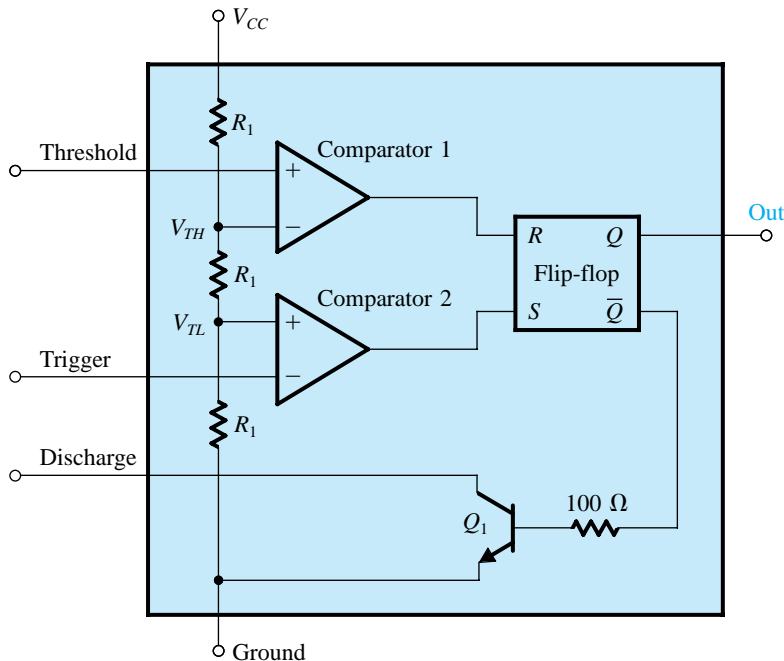 V_CC
R_1
Threshold
Comparator 1
+
−
V_TH
Out
R Q
Flip-flop
S Q̅
R_1
Comparator 2
V_TL
+
−
Trigger
R_1
Discharge
Q_1
100 Ω
Ground